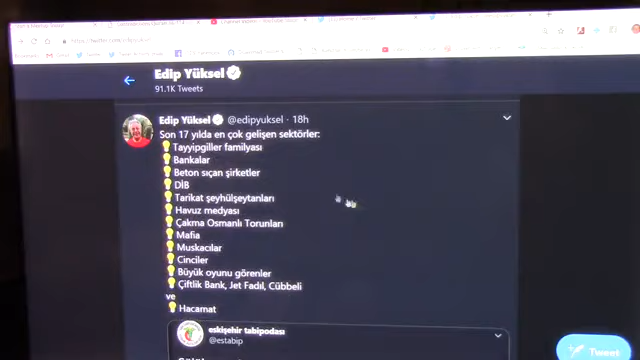 Edip Yüksel
91.1K Tweets
Edip Yüksel @edipyuksel · 18h
Son 17 yılda en çok gelişen sektörler:
Tayyipgiller familyası
Bankalar
Beton sıçan şirketler
DİB
Tarikat şeyhülşeytanları
Havuz medyası
Çakma Osmanlı Torunları
Mafia
Muskacılar
Cinciler
Büyük oyunu görenler
Çiftlik Bank, Jet Fadıl, Cübbeli
ve
Hacamat
eskişehir tabipodası
@estabip
Tweet